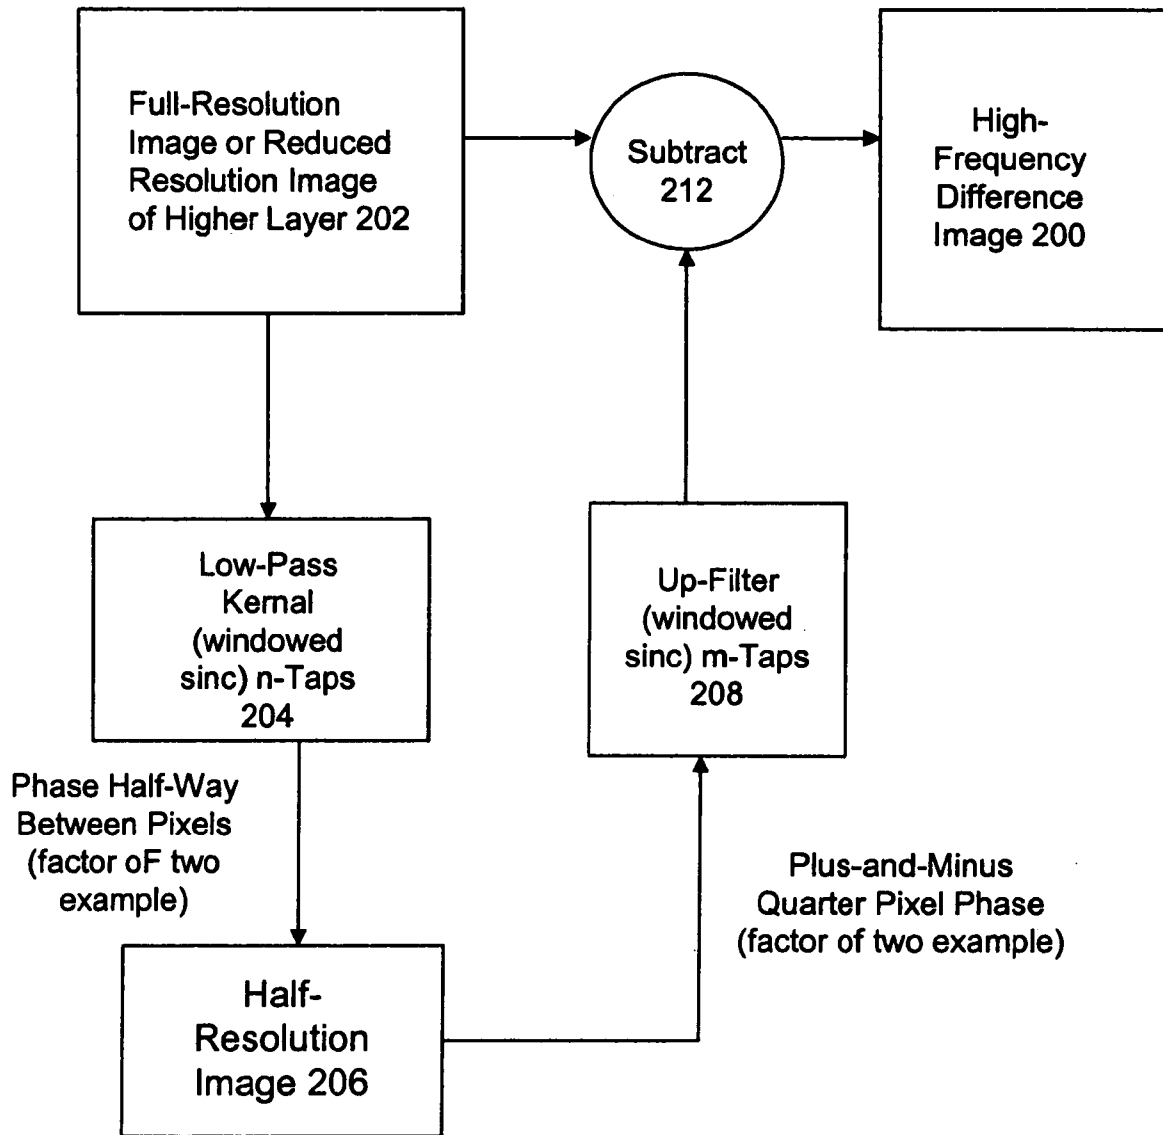 Full-Resolution
Image or Reduced
Resolution Image
of Higher Layer 202
Subtract
212
High-
Frequency
Difference
Image 200
Low-Pass
Kernal
(windowed
sinc) n-Taps
204
Up-Filter
(windowed
sinc) m-Taps
208
Phase Half-Way
Between Pixels
(factor oF two
example)
Plus-and-Minus
Quarter Pixel Phase
(factor of two example)
Half-
Resolution
Image 206